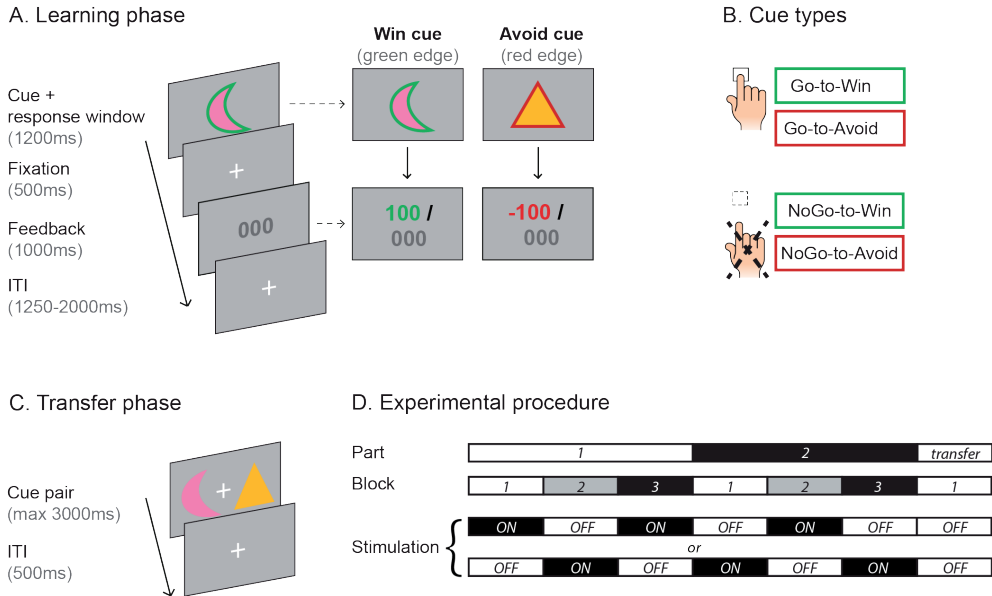 A. Learning phase
Cue +
response window
(1200ms)
Fixation
(500ms)
Feedback
(1000ms)
ITI
(1250-2000ms)
000
Win cue
(green edge)
Avoid cue
(red edge)
100 /
000
-100 /
000
B. Cue types
Go-to-Win
Go-to-Avoid
NoGo-to-Win
NoGo-to-Avoid
C. Transfer phase
Cue pair
(max 3000ms)
ITI
(500ms)
D. Experimental procedure
Part 1 2 transfer
Block 1 2 3 1 2 3 1
Stimulation
ON OFF ON OFF ON OFF OFF
or
OFF ON OFF ON OFF ON OFF